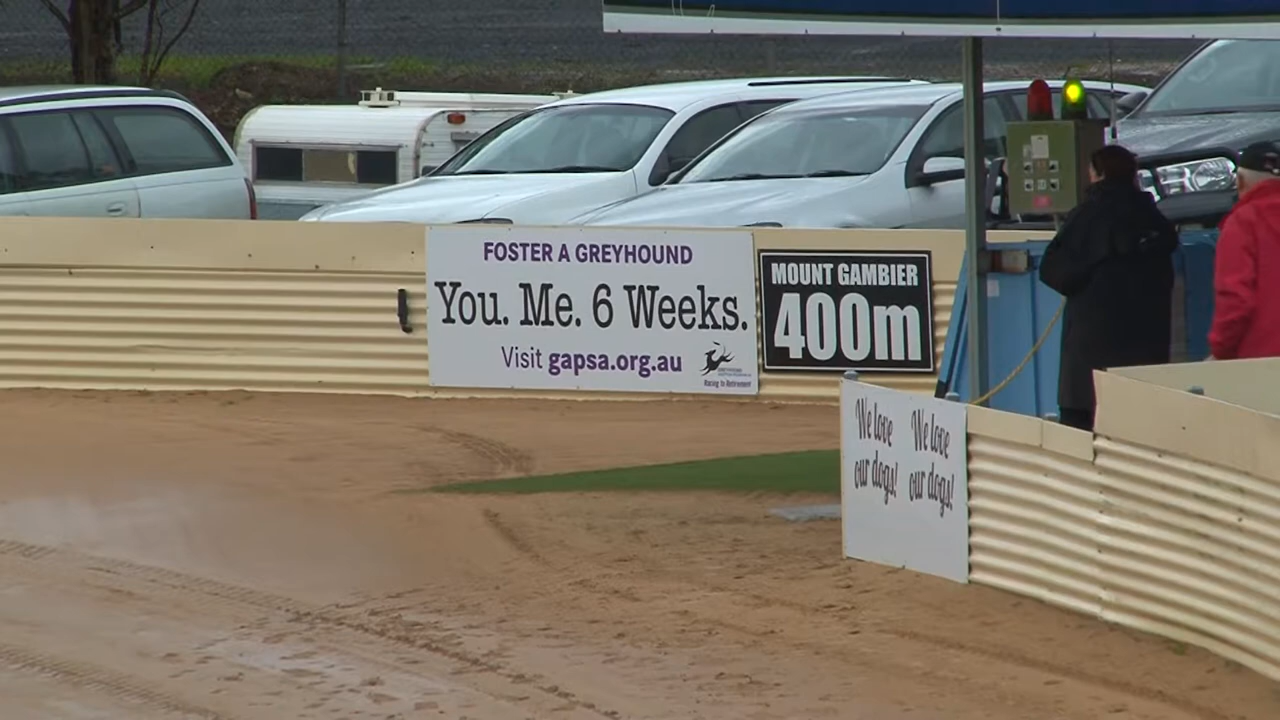 FOSTER A GREYHOUND
You. Me. 6 Weeks.
Visit gapsa.org.au
Racing to Retirement
MOUNT GAMBIER
400m
We love We love
our dogs! our dogs!